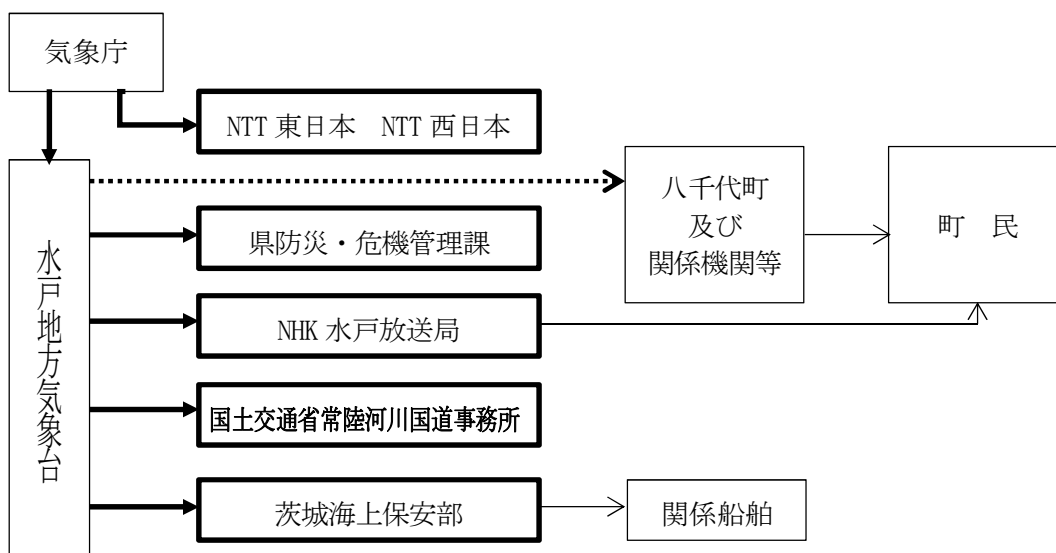 気象庁
NTT 東日本　NTT 西日本
八千代町
及び
関係機関等
町　民
水戸地方気象台
県防災・危機管理課
NHK 水戸放送局
国土交通省常陸河川国道事務所
茨城海上保安部
関係船舶